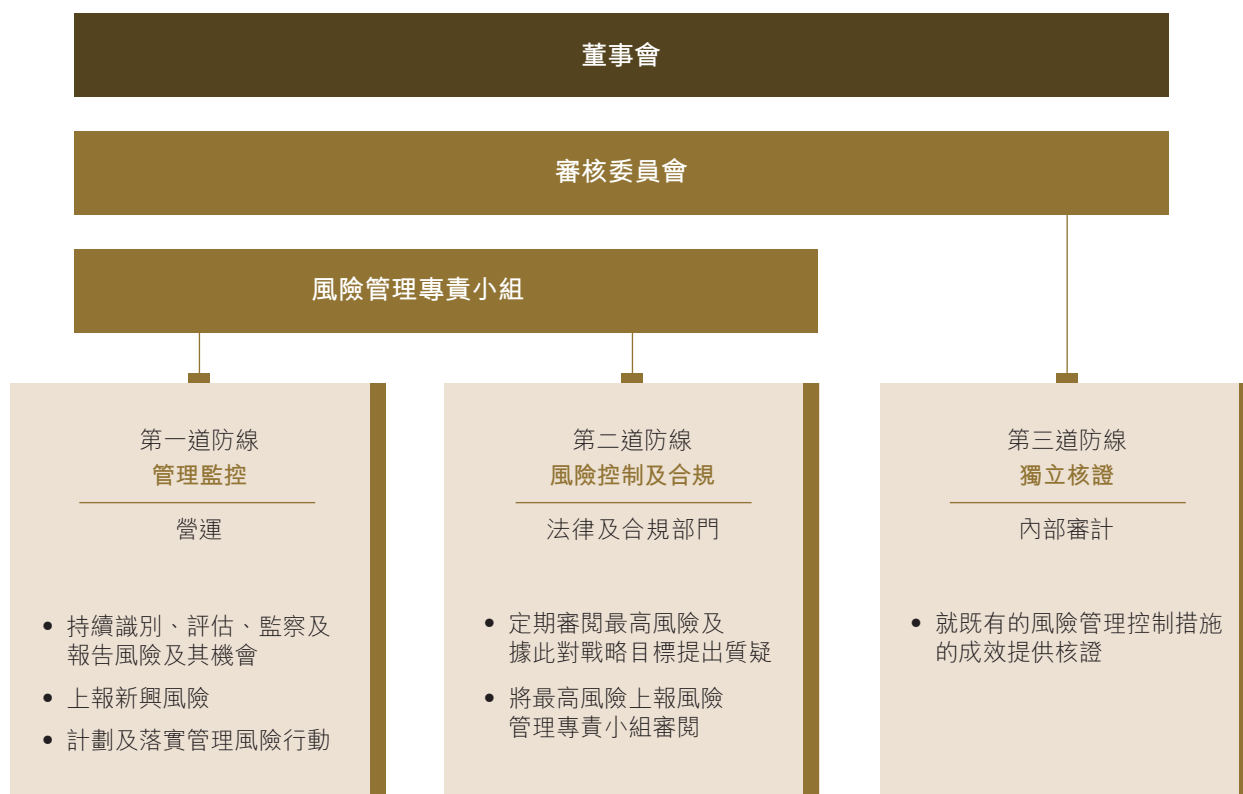 董事會
審核委員會
風險管理專責小組
第一道防線
管理監控
營運
• 持續識別、評估、監察及
報告風險及其機會
• 上報新興風險
• 計劃及落實管理風險行動
第二道防線
風險控制及合規
法律及合規部門
• 定期審閱最高風險及
據此對戰略目標提出質疑
• 將最高風險上報風險
管理專責小組審閱
第三道防線
獨立核證
內部審計
• 就既有的風險管理控制措施
的成效提供核證